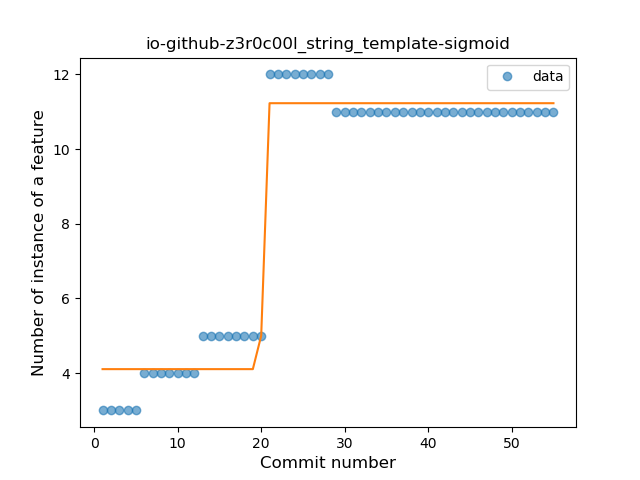 io-github-z3r0c00l_string_template-sigmoid
data
Number of instance of a feature
12
10
8
6
4
0
10
20
30
40
50
Commit number